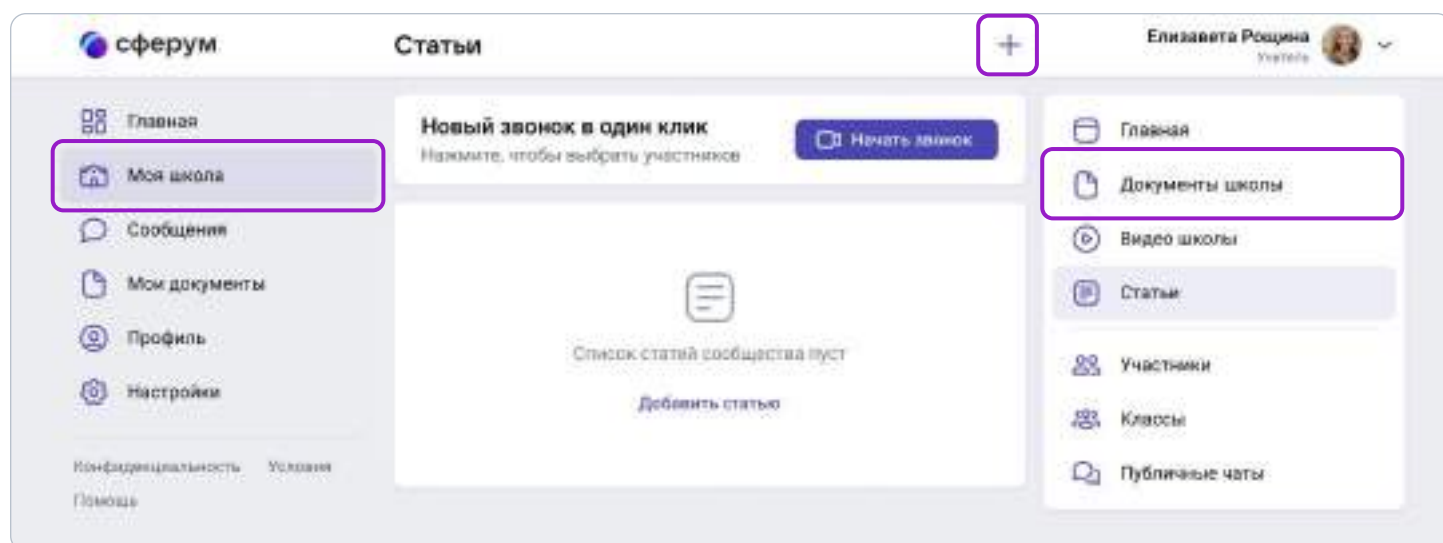 сферум
Статьи
Елизавета Рощина
Учитель
Главная
Моя школа
Сообщения
Мои документы
Профиль
Настройки
Конфиденциальность Условия
Помощь
Новый звонок в один клик
Нажмите, чтобы выбрать участников
Начать звонок
Список статей сообщества пуст
Добавить статью
Главная
Документы школы
Видео школы
Статьи
Участники
Классы
Публичные чаты